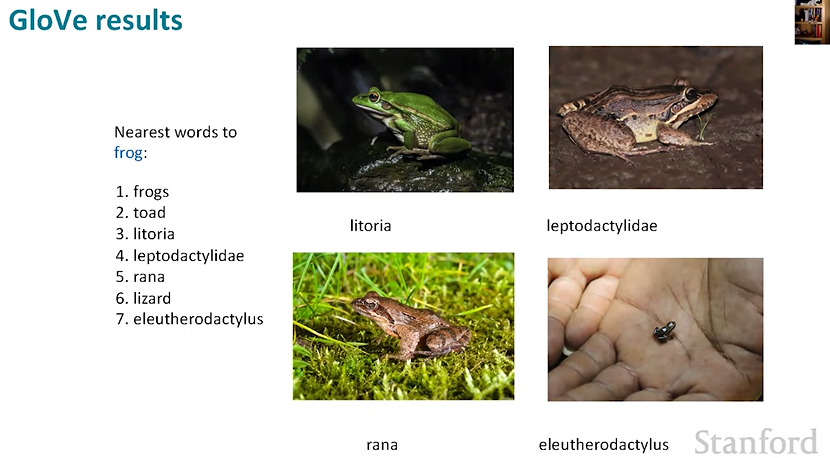 GloVe results
Nearest words to
frog:
1. frogs
2. toad
3. litoria
4. leptodactylidae
5. rana
6. lizard
7. eleutherodactylus
litoria
leptodactylidae
rana
eleutherodactylus
Stanford